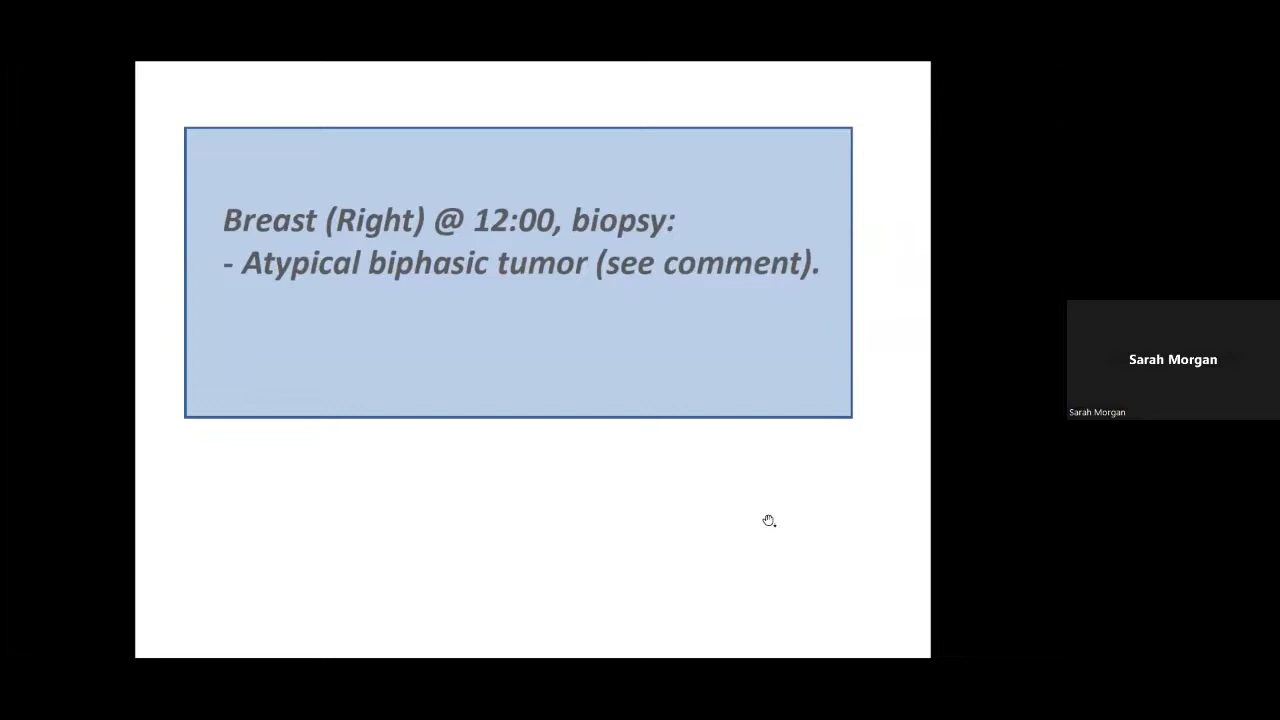 Breast (Right) @ 12:00, biopsy:
- Atypical biphasic tumor (see comment).
Sarah Morgan
Sarah Morgan